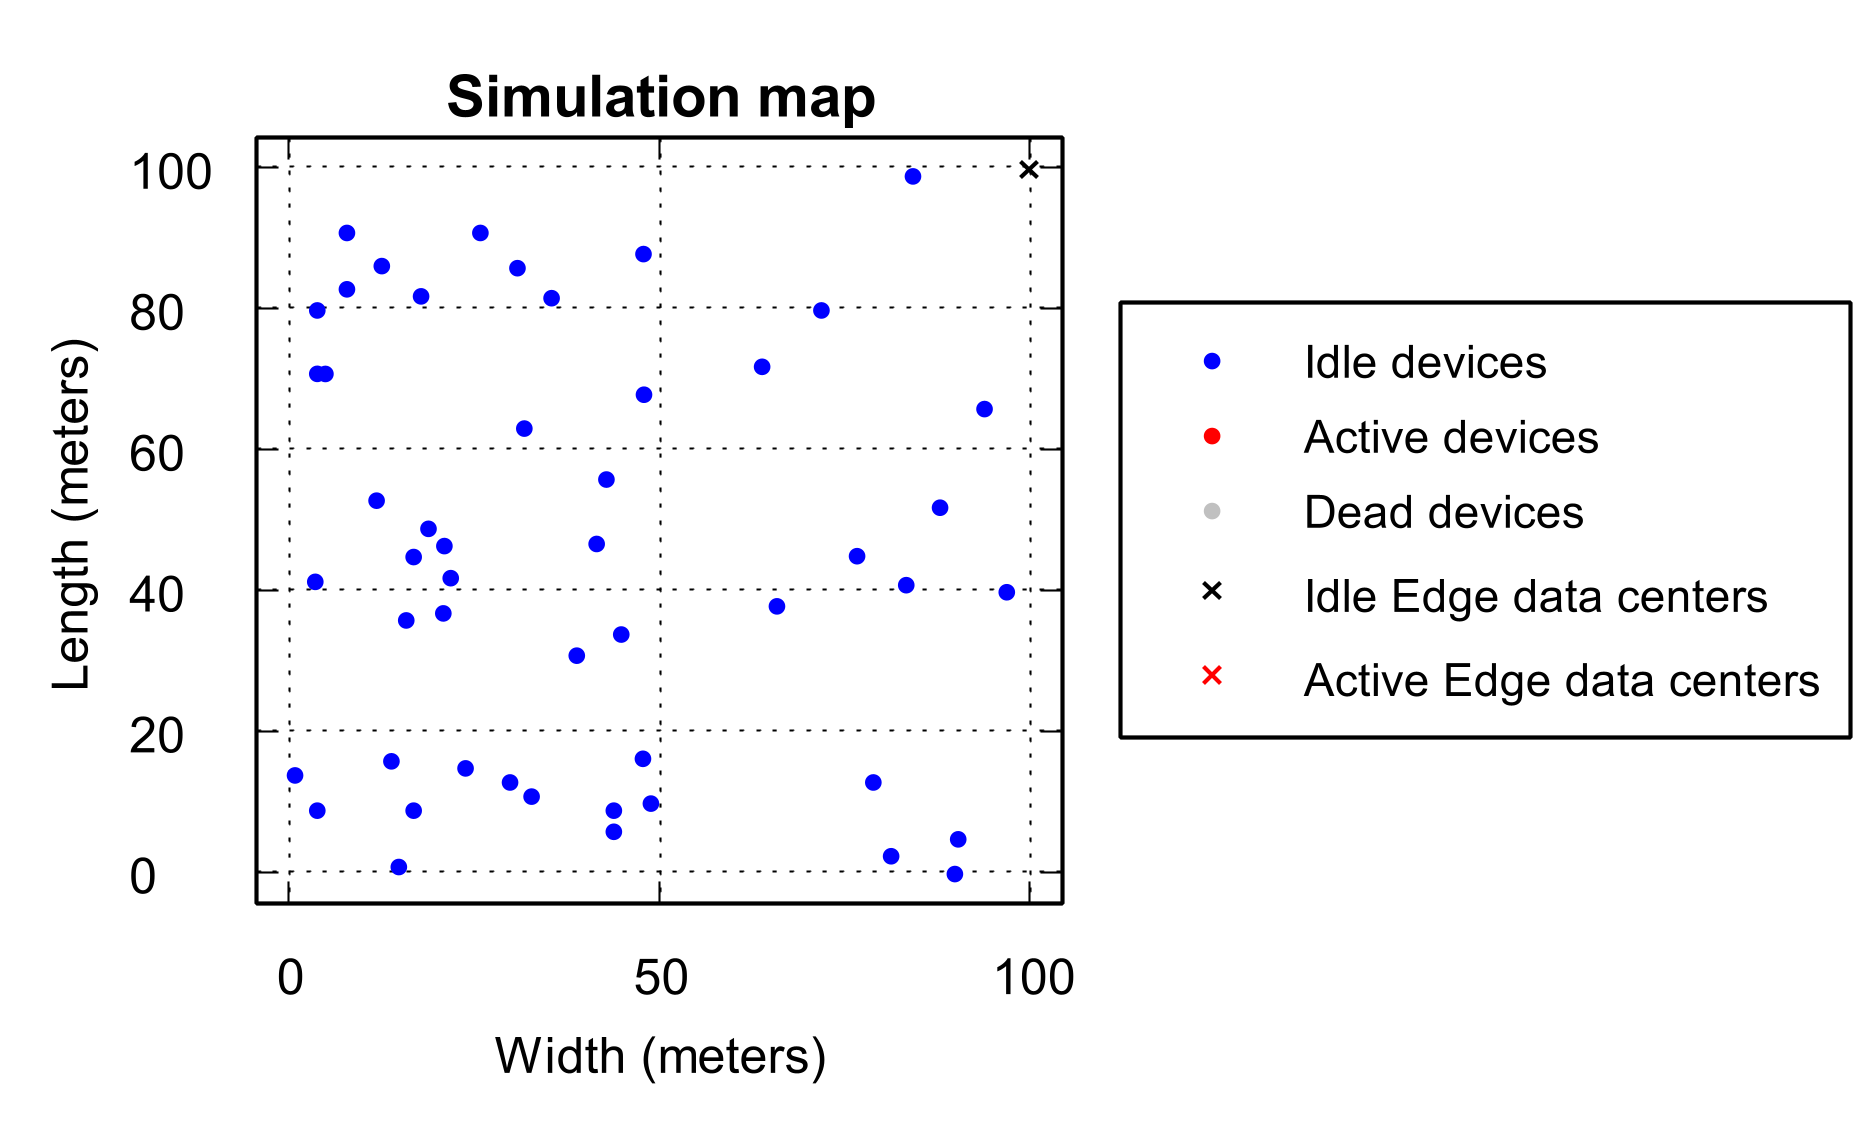 Simulation map
100
80
60
40
20
0
Length (meters)
0 50 100
Width (meters)
Idle devices
Active devices
Dead devices
Idle Edge data centers
Active Edge data centers